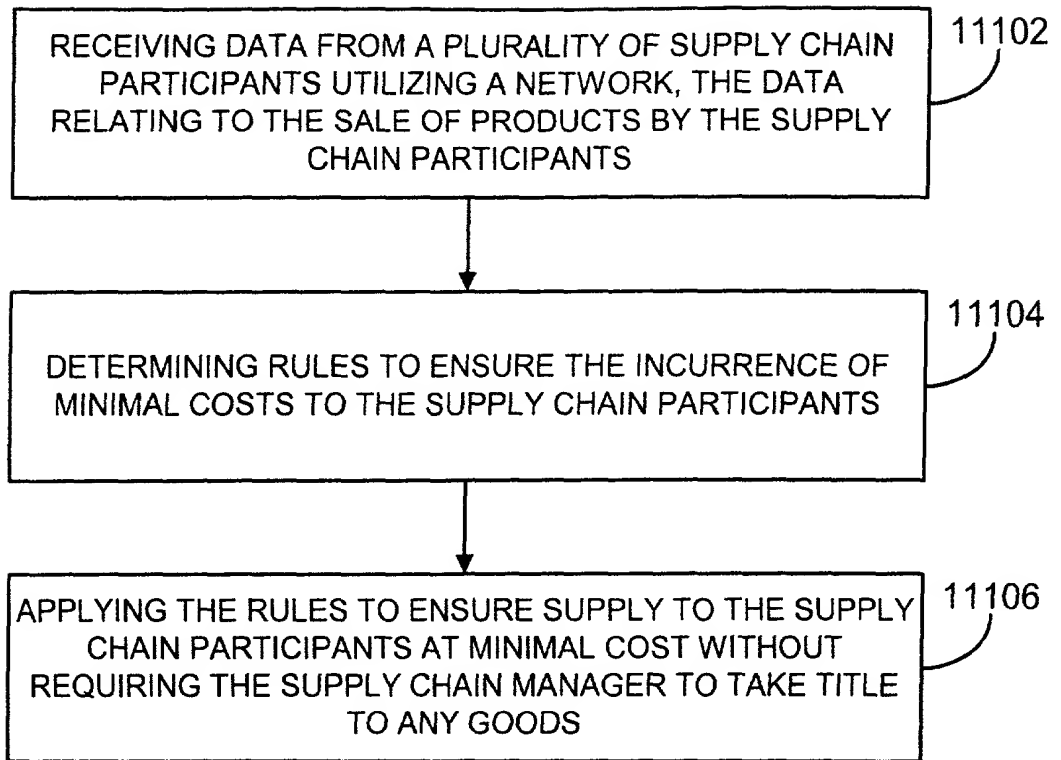 RECEIVING DATA FROM A PLURALITY OF SUPPLY CHAIN
PARTICIPANTS UTILIZING A NETWORK, THE DATA
RELATING TO THE SALE OF PRODUCTS BY THE SUPPLY
CHAIN PARTICIPANTS
11102
DETERMINING RULES TO ENSURE THE INCURRENCE OF
MINIMAL COSTS TO THE SUPPLY CHAIN PARTICIPANTS
11104
APPLYING THE RULES TO ENSURE SUPPLY TO THE SUPPLY
CHAIN PARTICIPANTS AT MINIMAL COST WITHOUT
REQUIRING THE SUPPLY CHAIN MANAGER TO TAKE TITLE
TO ANY GOODS
11106